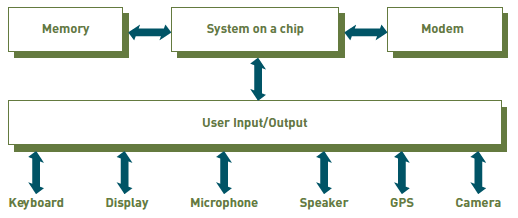 Memory
System on a chip
Modem
User Input/Output
Keyboard
Display
Microphone
Speaker
GPS
Camera